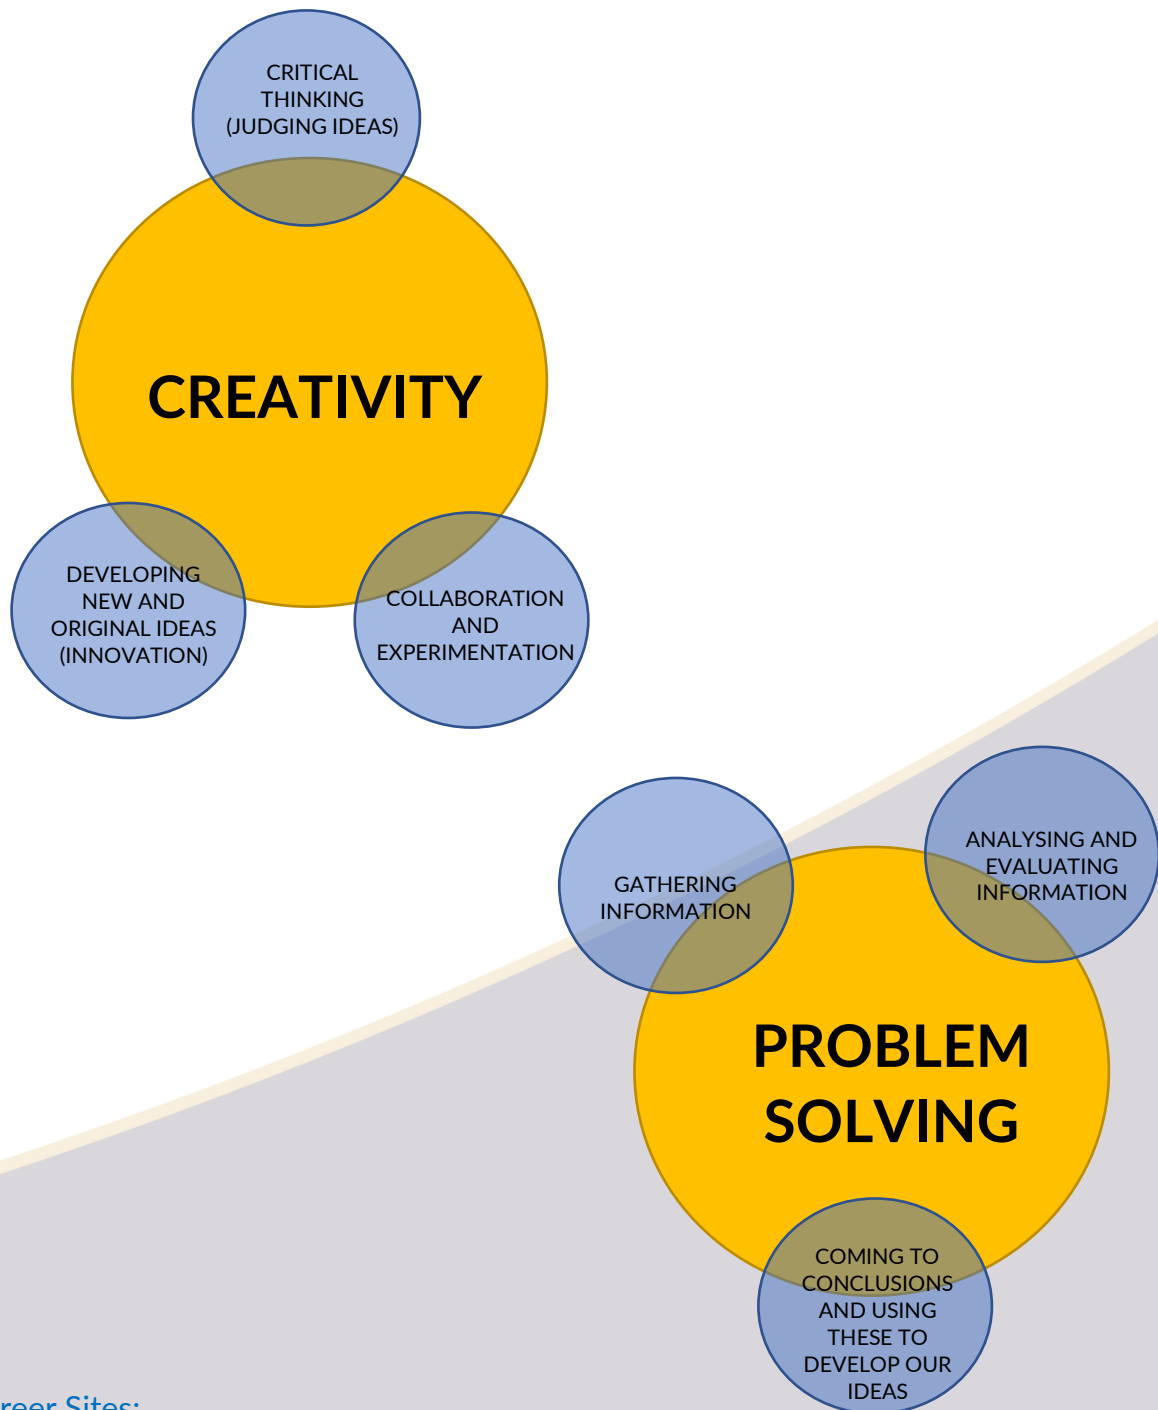 CRITICAL
THINKING
(JUDGING IDEAS)
CREATIVITY
DEVELOPING
NEW AND
ORIGINAL IDEAS
(INNOVATION)
COLLABORATION
AND
EXPERIMENTATION
GATHERING
INFORMATION
ANALYSING AND
EVALUATING
INFORMATION
PROBLEM
SOLVING
COMING TO
CONCLUSIONS
AND USING
THESE TO
DEVELOP OUR
IDEAS
Sites: